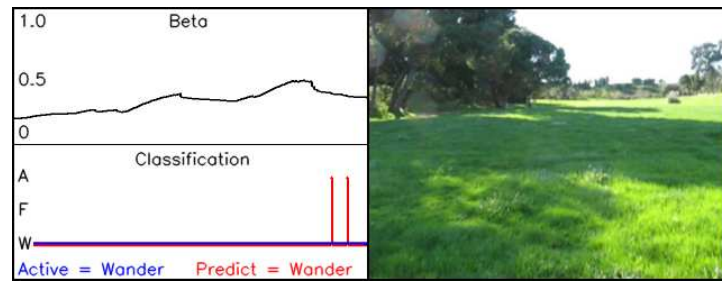 1.0 Beta
0.5
0
Classification
A
F
W
Active = Wander Predict = Wander